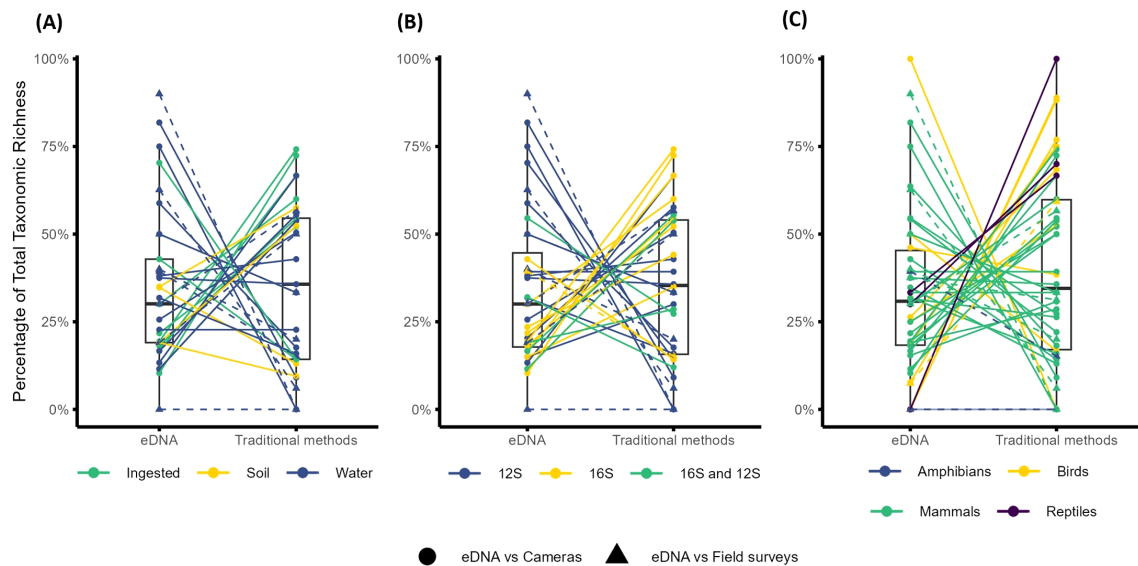 (A)
(B)
(C)
Percentagte of Total Taxonomic Richness
100%
75%
50%
25%
0%
eDNA Traditional methods
Ingested Soil Water
100%
75%
50%
25%
0%
eDNA Traditional methods
12S 16S 16S and 12S
100%
75%
50%
25%
0%
eDNA Traditional methods
Amphibians Birds
Mammals Reptiles
eDNA vs Cameras eDNA vs Field surveys